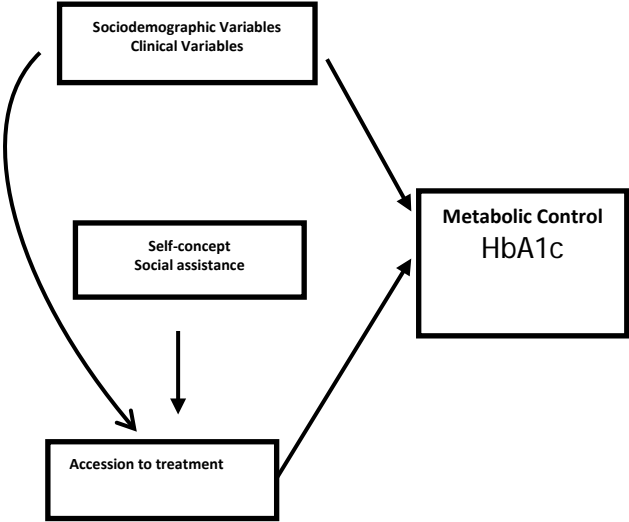 Sociodemographic Variables
Clinical Variables
Metabolic Control
HbA1c
Self-concept
Social assistance
Accession to treatment